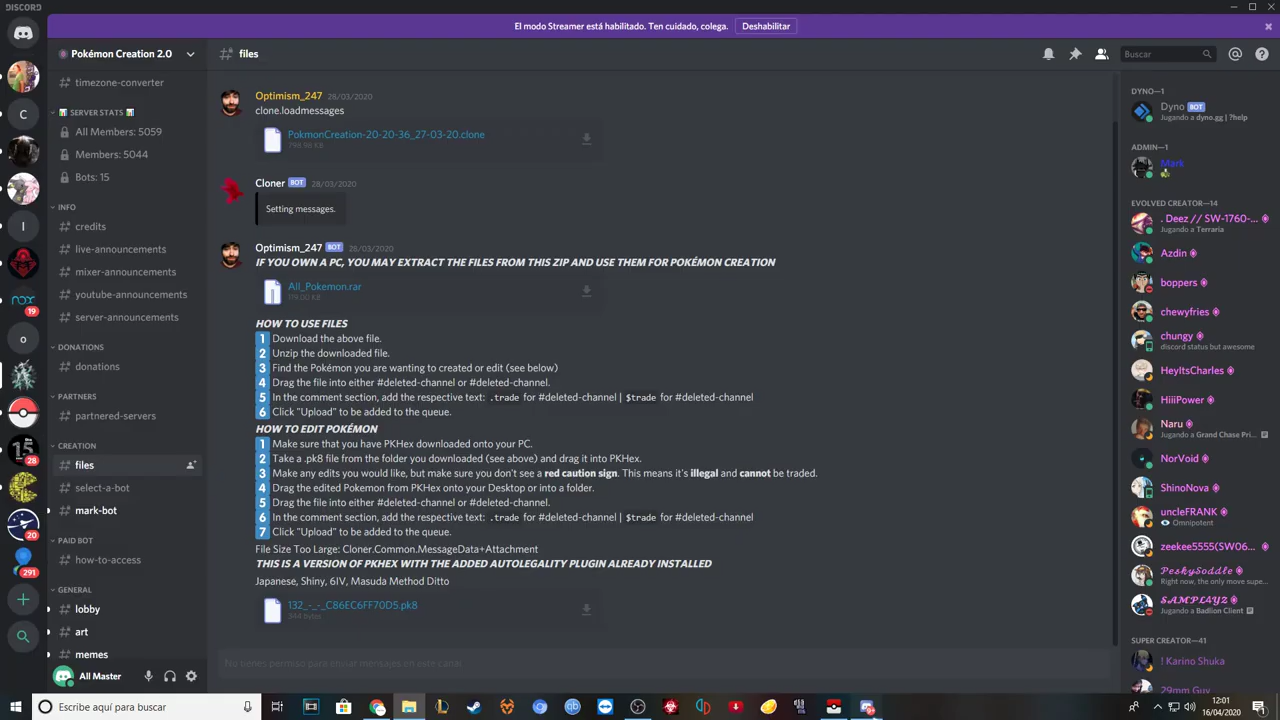 DISCORD
El modo Streamer está habilitado. Ten cuidado, colega.
Deshabilitar
Pokémon Creation 2.0
timezone-converter
SERVER STATS
All Members: 5059
Members: 5044
Bots: 15
INFO
credits
live-announcements
mixer-announcements
youtube-announcements
server-announcements
DONATIONS
donations
PARTNERS
partnered-servers
CREATION
files
select-a-bot
mark-bot
PAID BOT
how-to-access
GENERAL
lobby
art
memes
All Master
C
I
nox
19
o
15
28
20
291
files
Buscar
Optimism_247 28/03/2020
clone.loadmessages
PokmonCreation-20-20-36_27-03-20.clone
798.98 KB
Cloner BOT 28/03/2020
Setting messages.
Optimism_247 BOT 28/03/2020
IF YOU OWN A PC, YOU MAY EXTRACT THE FILES FROM THIS ZIP AND USE THEM FOR POKÉMON CREATION
All_Pokemon.rar
119.00 KB
HOW TO USE FILES
1 Download the above file.
2 Unzip the downloaded file.
3 Find the Pokémon you are wanting to created or edit (see below)
4 Drag the file into either #deleted-channel or #deleted-channel.
5 In the comment section, add the respective text: .trade for #deleted-channel | $trade for #deleted-channel
6 Click "Upload" to be added to the queue.
HOW TO EDIT POKÉMON
1 Make sure that you have PKHex downloaded onto your PC.
2 Take a .pk8 file from the folder you downloaded (see above) and drag it into PKHex.
3 Make any edits you would like, but make sure you don't see a red caution sign. This means it's illegal and cannot be traded.
4 Drag the edited Pokemon from PKHex onto your Desktop or into a folder.
5 Drag the file into either #deleted-channel or #deleted-channel.
6 In the comment section, add the respective text: .trade for #deleted-channel | $trade for #deleted-channel
7 Click "Upload" to be added to the queue.
File Size Too Large: Cloner.Common.MessageData+Attachment
THIS IS A VERSION OF PKHEX WITH THE ADDED AUTOLEGALITY PLUGIN ALREADY INSTALLED
Japanese, Shiny, 6IV, Masuda Method Ditto
132_-_-_C86EC6FF70D5.pk8
344 bytes
No tienes permiso para enviar mensajes en este canal.
DYNO—1
Dyno BOT
Jugando a dyno.gg | ?help
ADMIN—1
Mark
EVOLVED CREATOR—14
. Deez // SW-1760-...
Jugando a Terraria
Azdin
boppers
chewyfries
chungy
discord status but awesome
HeyItsCharles
HiiiPower
Naru
Jugando a Grand Chase Pri...
NorVoid
ShinoNova
uncleFRANK
Omnipotent
zeekee5555(SW06...
PeskySoddle
Right now, the only move supe...
SAMPL4YZ
Jugando a Badlion Client
SUPER CREATOR—41
! Karino Shuka
29mm Guy
Escribe aquí para buscar
12:01
16/04/2020